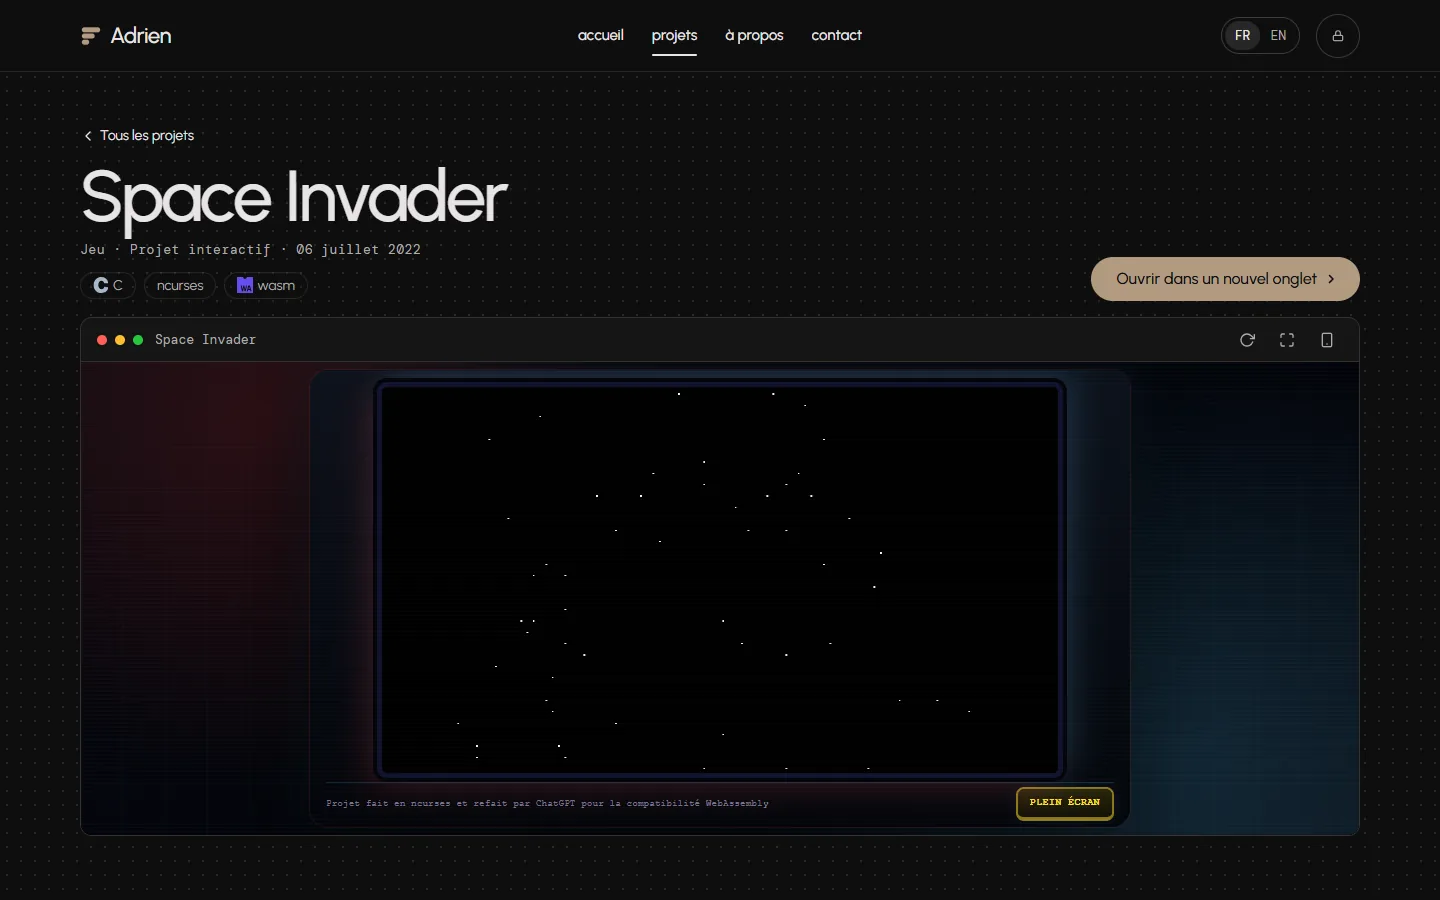 Adrien
accueil projets à propos contact
FR EN
Tous les projets
Space Invader
Jeu · Projet interactif · 06 juillet 2022
C C ncurses WA wasm
Ouvrir dans un nouvel onglet
Space Invader
Projet fait en ncurses et refait par ChatGPT pour la compatibilité WebAssembly
PLEIN ÉCRAN